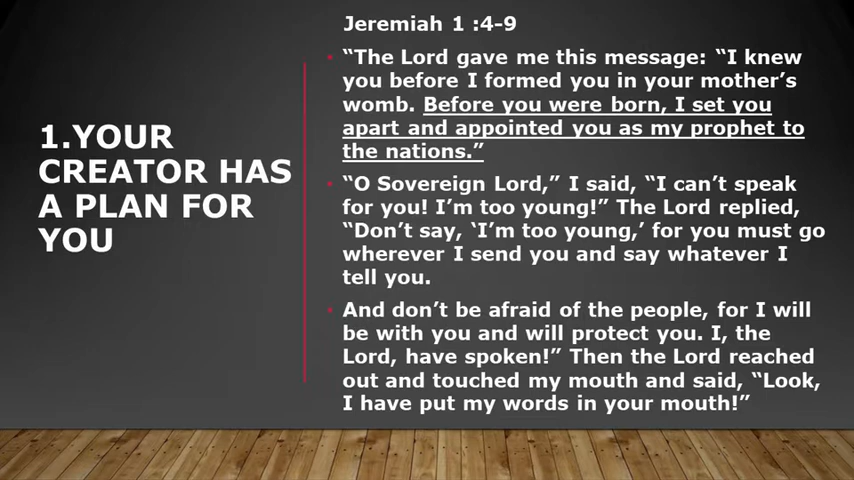 1.YOUR
CREATOR HAS
A PLAN FOR
YOU
Jeremiah 1 :4-9
“The Lord gave me this message: “I knew
you before I formed you in your mother’s
womb. Before you were born, I set you
apart and appointed you as my prophet to
the nations.”
“O Sovereign Lord,” I said, “I can’t speak
for you! I’m too young!” The Lord replied,
“Don’t say, ‘I’m too young,’ for you must go
wherever I send you and say whatever I
tell you.
And don’t be afraid of the people, for I will
be with you and will protect you. I, the
Lord, have spoken!” Then the Lord reached
out and touched my mouth and said, “Look,
I have put my words in your mouth!”